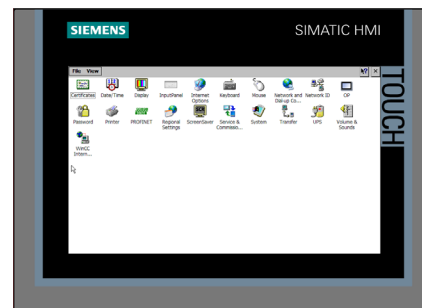 SIEMENS
SIMATIC HMI
TOUCH
File View
Certificates Date/Time Display InputPanel Internet Options Keyboard Mouse Network and Dial-up Co... Network ID OP
Password Printer PROFINET Regional Settings ScreenSaver Service & Commissio... System Transfer UPS Volume & Sounds
WinCC Intern...